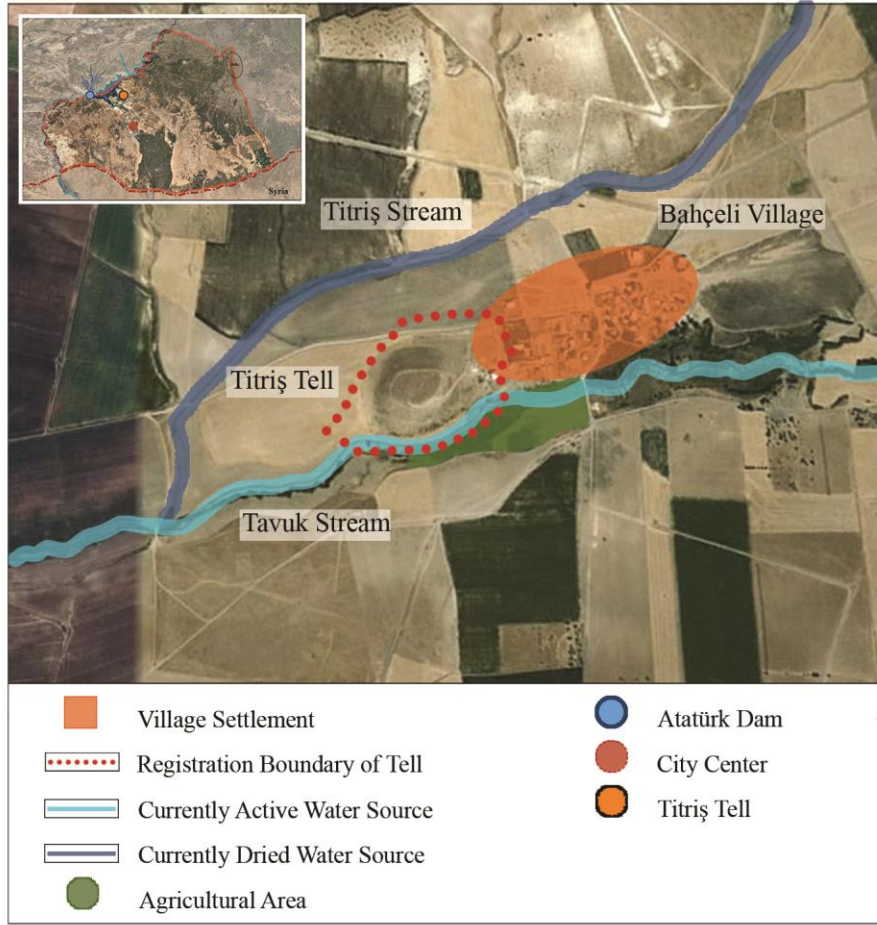 Syria
Titriş Stream
Bahçeli Village
Titriş Tell
Tavuk Stream
Village Settlement
Registration Boundary of Tell
Currently Active Water Source
Currently Dried Water Source
Agricultural Area
Atatürk Dam
City Center
Titriş Tell